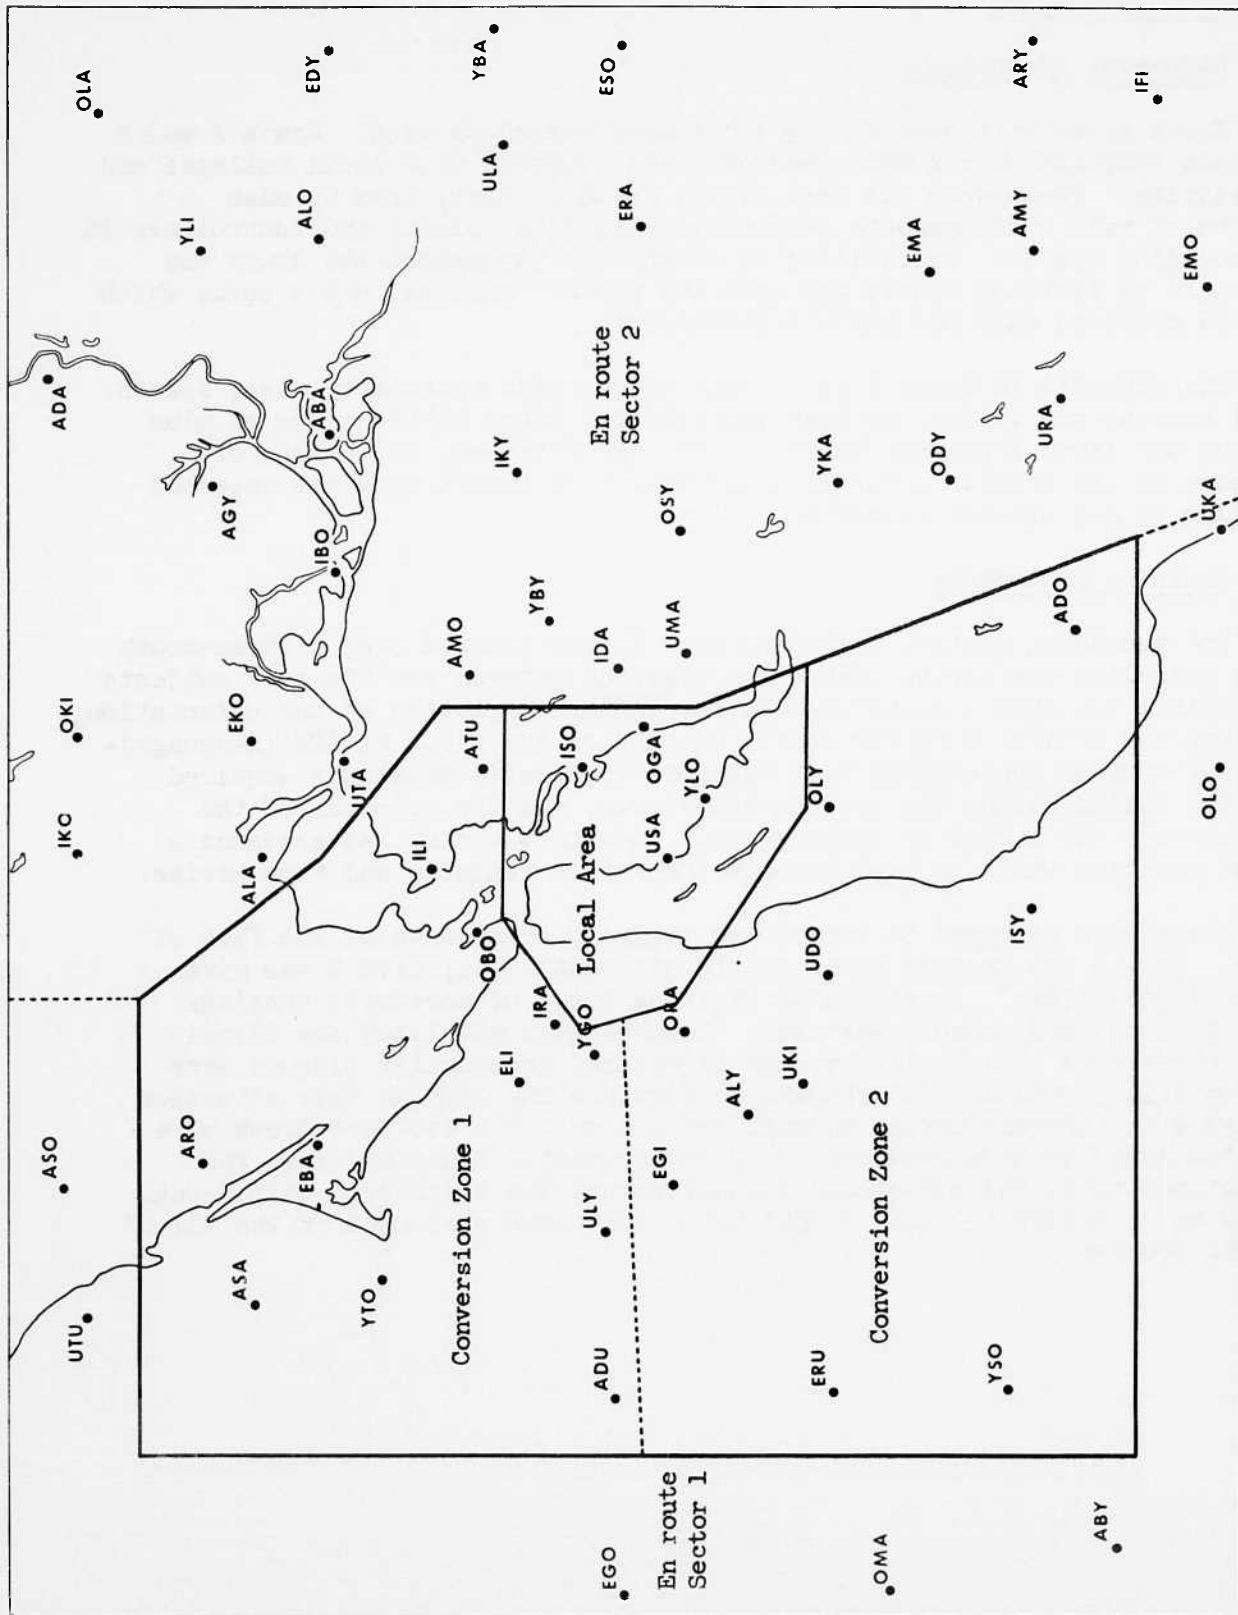 OLA
EDY
YBA
ESO
ARY
IFI
YLI
ALO
ULA
ERA
EMA
AMY
EMO
ADA
AGY
ABA
IBO
IKY
En route
Sector 2
OSY
YKA
ODY
URA
UKA
OKI
EKO
UTA
AMO
YBY
IDA
UMA
ADO
IKC
ALA
ILI
ATU
ISO
OGA
YLO
USA
OLY
OLO
Local Area
OBO
IRA
YGO
ORA
UDO
ISY
ASO
ARO
EBA
ELI
ALY
UKI
EGI
ULY
Conversion Zone 1
Conversion Zone 2
UTU
ASA
YTO
ADU
ERU
YSO
En route
Sector 1
EGO
OMA
ABY